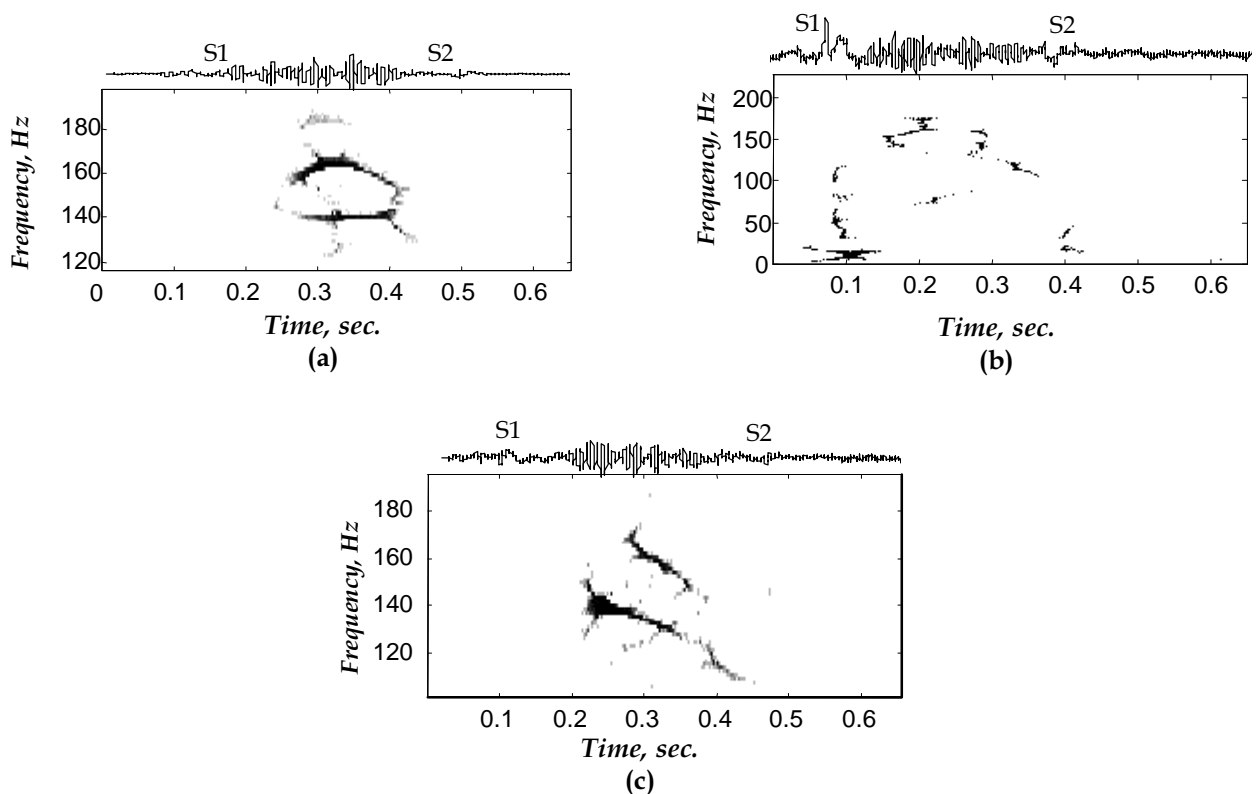 S1 S2
Frequency, Hz
180
160
140
120
0 0.1 0.2 0.3 0.4 0.5 0.6
Time, sec.
(a)
S1 S2
Frequency, Hz
200
150
100
50
0
0.1 0.2 0.3 0.4 0.5 0.6
Time, sec.
(b)
S1 S2
Frequency, Hz
180
160
140
120
0.1 0.2 0.3 0.4 0.5 0.6
Time, sec.
(c)